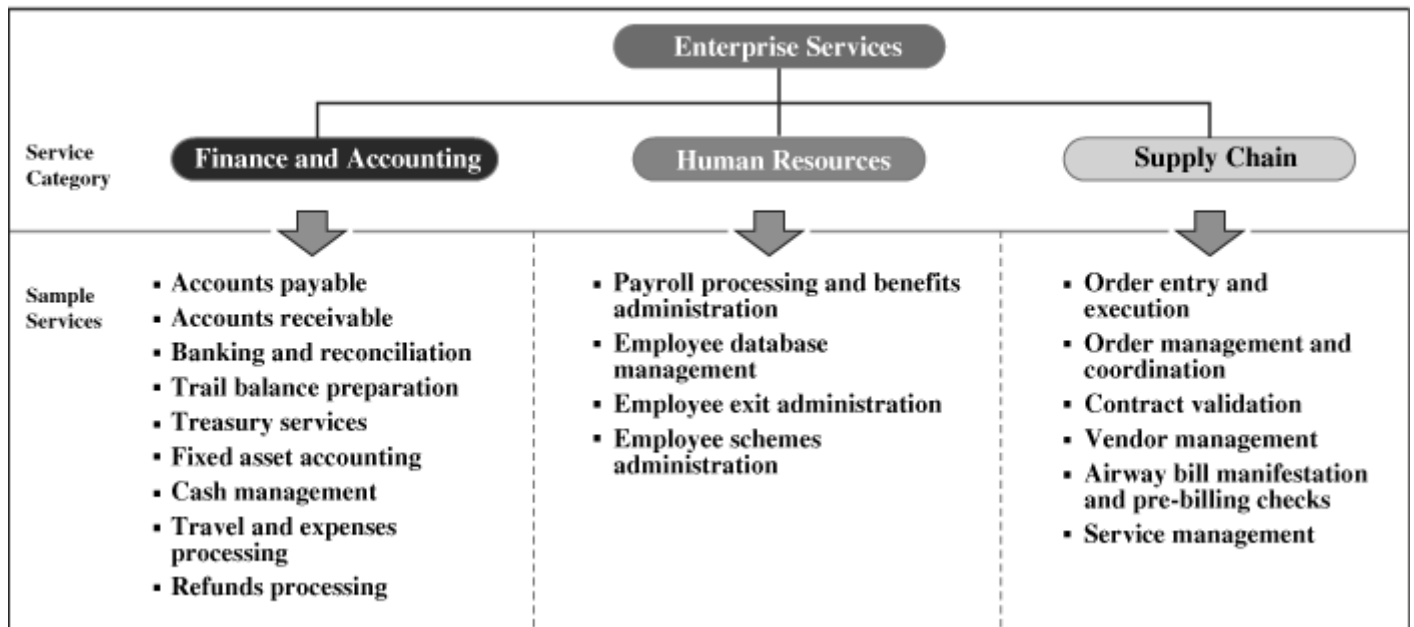 Enterprise Services
Service
Category
Finance and Accounting
Human Resources
Supply Chain
Sample
Services
▪ Accounts payable
▪ Accounts receivable
▪ Banking and reconciliation
▪ Trail balance preparation
▪ Treasury services
▪ Fixed asset accounting
▪ Cash management
▪ Travel and expenses
processing
▪ Refunds processing
▪ Payroll processing and benefits
administration
▪ Employee database
management
▪ Employee exit administration
▪ Employee schemes
administration
▪ Order entry and
execution
▪ Order management and
coordination
▪ Contract validation
▪ Vendor management
▪ Airway bill manifestation
and pre-billing checks
▪ Service management